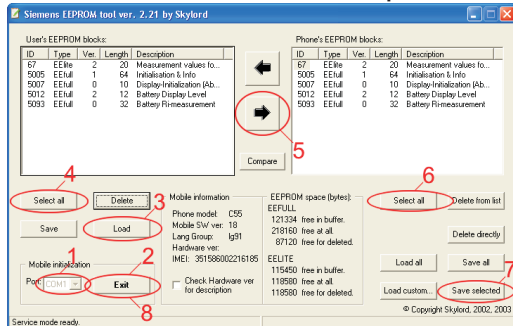 Siemens EEPROM tool ver. 2.21 by Skylord
User's EEPROM blocks:
ID Type Ver. Length Description
67 EElite 2 20 Measurement values fo...
5005 EEfull 1 64 Initialisation & Info
5007 EEfull 0 10 Display-Initialization (Ab...
5012 EEfull 2 12 Battery Display Level
5093 EEfull 0 32 Battery Ri-measurement
Phone's EEPROM blocks:
ID Type Ver. Length Description
67 EElite 2 20 Measurement values fo...
5005 EEfull 1 64 Initialisation & Info
5007 EEfull 0 10 Display-Initialization (Ab...
5012 EEfull 2 12 Battery Display Level
5093 EEfull 0 32 Battery Ri-measurement
5
Compare
4
Select all
Delete
3
Save
Load
Mobile initialization
1
Port:
COM1
2
Exit
8
Mobile information
Phone model: C55
Mobile SW ver: 18
Lang Group: lg91
Hardware ver:
IMEI: 351586002216185
Check Hardware ver
for description
EEPROM space (bytes):
EEFULL
121334 free in buffer.
218160 free at all.
87120 free for deleted.
EELITE
115450 free in buffer.
118580 free at all.
118580 free for deleted.
6
Select all
Delete from list
Delete directly
Load all
Save all
7
Load custom...
Save selected
© Copyright Skylord, 2002, 2003
Service mode ready.